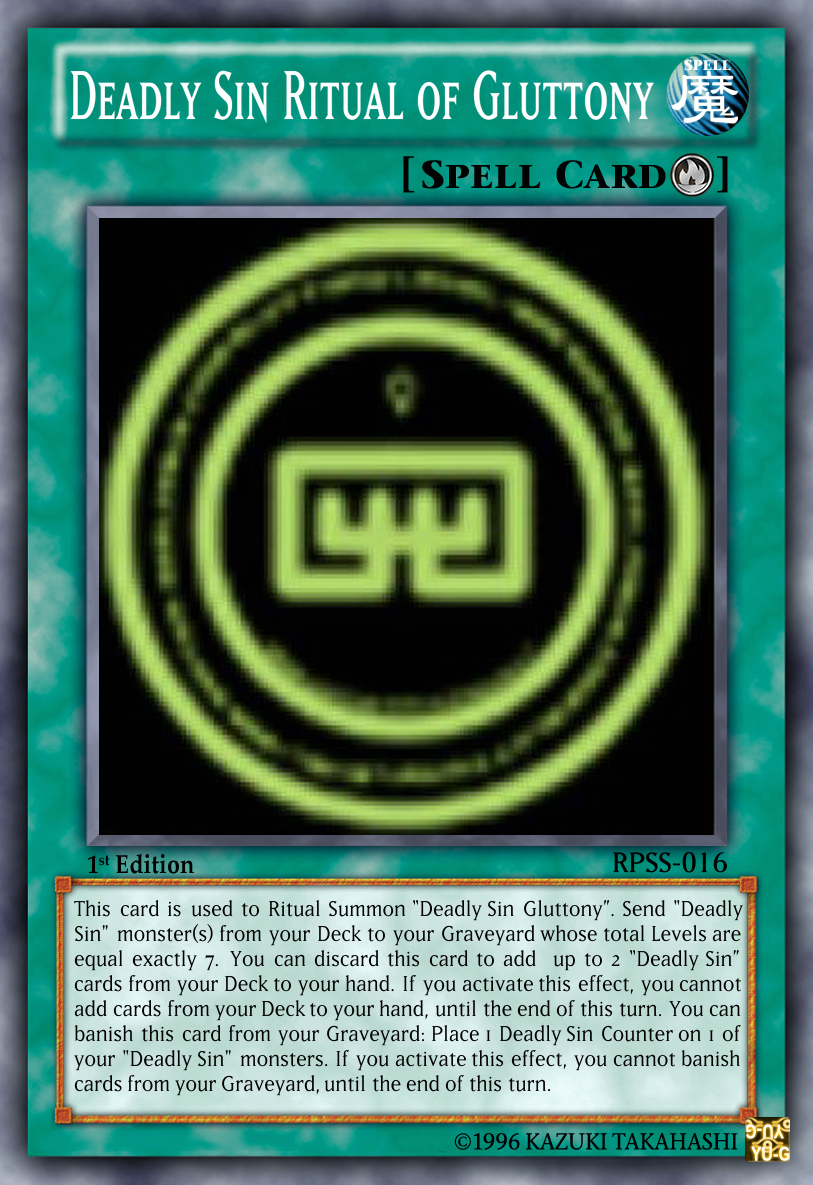 DEADLY SIN RITUAL OF GLUTTONY
SPELL
魔
[SPELL CARD]
1st Edition
RPSS-016
This card is used to Ritual Summon "Deadly Sin Gluttony". Send "Deadly
Sin" monster(s) from your Deck to your Graveyard whose total Levels are
equal exactly 7. You can discard this card to add up to 2 "Deadly Sin"
cards from your Deck to your hand. If you activate this effect, you cannot
add cards from your Deck to your hand, until the end of this turn. You can
banish this card from your Graveyard: Place 1 Deadly Sin Counter on 1 of
your "Deadly Sin" monsters. If you activate this effect, you cannot banish
cards from your Graveyard, until the end of this turn.
©1996 KAZUKI TAKAHASHI